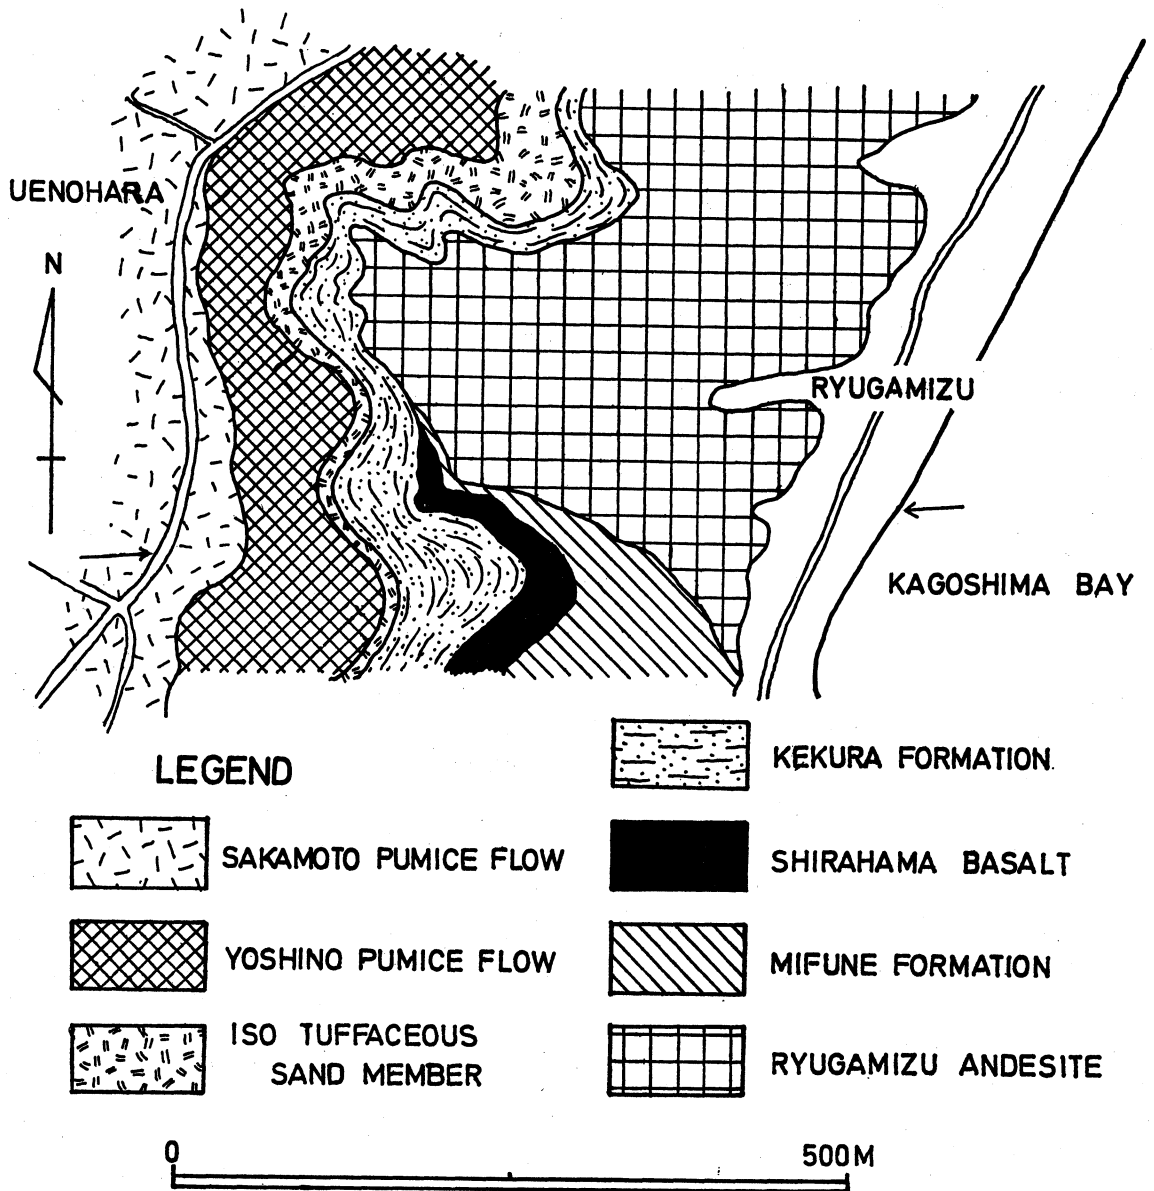 UENOHARA
N
RYUGAMIZU
KAGOSHIMA BAY
LEGEND
SAKAMOTO PUMICE FLOW
YOSHINO PUMICE FLOW
ISO TUFFACEOUS
SAND MEMBER
KEKURA FORMATION
SHIRAHAMA BASALT
MIFUNE FORMATION
RYUGAMIZU ANDESITE
0 500M